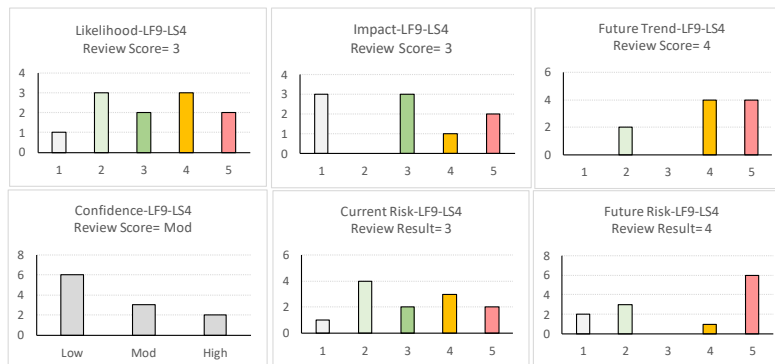 Likelihood-LF9-LS4
Review Score= 3
4
3
2
1
0
1 2 3 4 5
Impact-LF9-LS4
Review Score= 3
4
3
2
1
0
1 2 3 4 5
Future Trend-LF9-LS4
Review Score= 4
6
4
2
0
1 2 3 4 5
Confidence-LF9-LS4
Review Score= Mod
8
6
4
2
0
Low Mod High
Current Risk-LF9-LS4
Review Result= 3
6
4
2
0
1 2 3 4 5
Future Risk-LF9-LS4
Review Result= 4
8
6
4
2
0
1 2 3 4 5